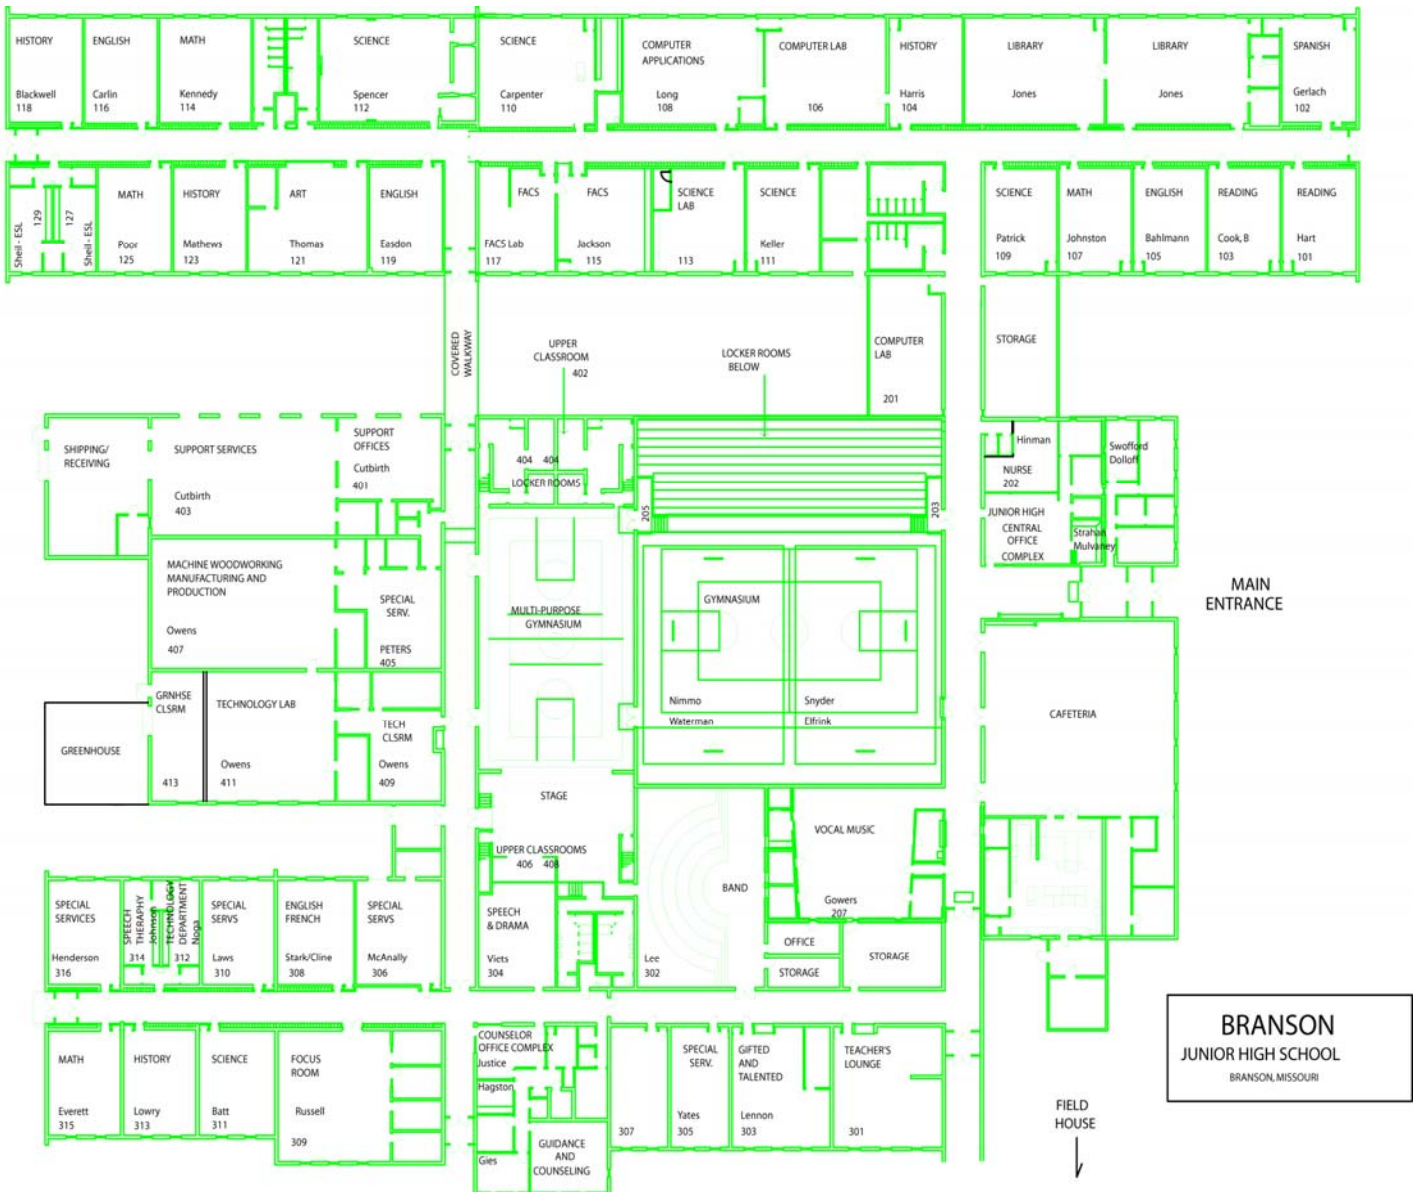 HISTORY
Blackwell
118
ENGLISH
Carlin
116
MATH
Kennedy
114
SCIENCE
Spencer
112
SCIENCE
Carpenter
110
COMPUTER
APPLICATIONS
Long
108
COMPUTER LAB
106
HISTORY
Harris
104
LIBRARY
Jones
LIBRARY
Jones
SPANISH
Gerlach
102
Sheil - ESL
129
127
Sheil - ESL
MATH
Poor
125
HISTORY
Mathews
123
ART
Thomas
121
ENGLISH
Easdon
119
FACS
FACS Lab
117
FACS
Jackson
115
SCIENCE
LAB
113
SCIENCE
Keller
111
SCIENCE
Patrick
109
MATH
Johnston
107
ENGLISH
Bahlmann
105
READING
Cook, B
103
READING
Hart
101
COVERED
WALKWAY
UPPER
CLASSROOM
402
LOCKER ROOMS
BELOW
COMPUTER
LAB
201
STORAGE
SHIPPING/
RECEIVING
SUPPORT SERVICES
Cutbirth
403
SUPPORT
OFFICES
Cutbirth
401
404 404
LOCKER ROOMS
205
203
Hinman
NURSE
202
Swofford
Dolloff
JUNIOR HIGH
CENTRAL
OFFICE
COMPLEX
Strahan
Mulvaney
MAIN
ENTRANCE
MACHINE WOODWORKING
MANUFACTURING AND
PRODUCTION
Owens
407
SPECIAL
SERV.
PETERS
405
MULTI-PURPOSE
GYMNASIUM
GYMNASIUM
Nimmo
Waterman
Snyder
Elfrink
GREENHOUSE
GRNHSE
CLSRM
413
TECHNOLOGY LAB
Owens
411
TECH
CLSRM
Owens
409
CAFETERIA
STAGE
UPPER CLASSROOMS
406 408
BAND
Lee
302
VOCAL MUSIC
Gowers
207
SPECIAL
SERVICES
Henderson
316
SPEECH
THERAPHY
Johnson
314
TECHNOLOGY
DEPARTMENT
Noga
312
SPECIAL
SERVS
Laws
310
ENGLISH
FRENCH
Stark/Cline
308
SPECIAL
SERVS
McAnally
306
SPEECH
& DRAMA
Viets
304
OFFICE
STORAGE
STORAGE
MATH
Everett
315
HISTORY
Lowry
313
SCIENCE
Batt
311
FOCUS
ROOM
Russell
309
COUNSELOR
OFFICE COMPLEX
Justice
Hagston
Gies
GUIDANCE
AND
COUNSELING
307
SPECIAL
SERV.
Yates
305
GIFTED
AND
TALENTED
Lennon
303
TEACHER'S
LOUNGE
301
FIELD
HOUSE
BRANSON
JUNIOR HIGH SCHOOL
BRANSON, MISSOURI